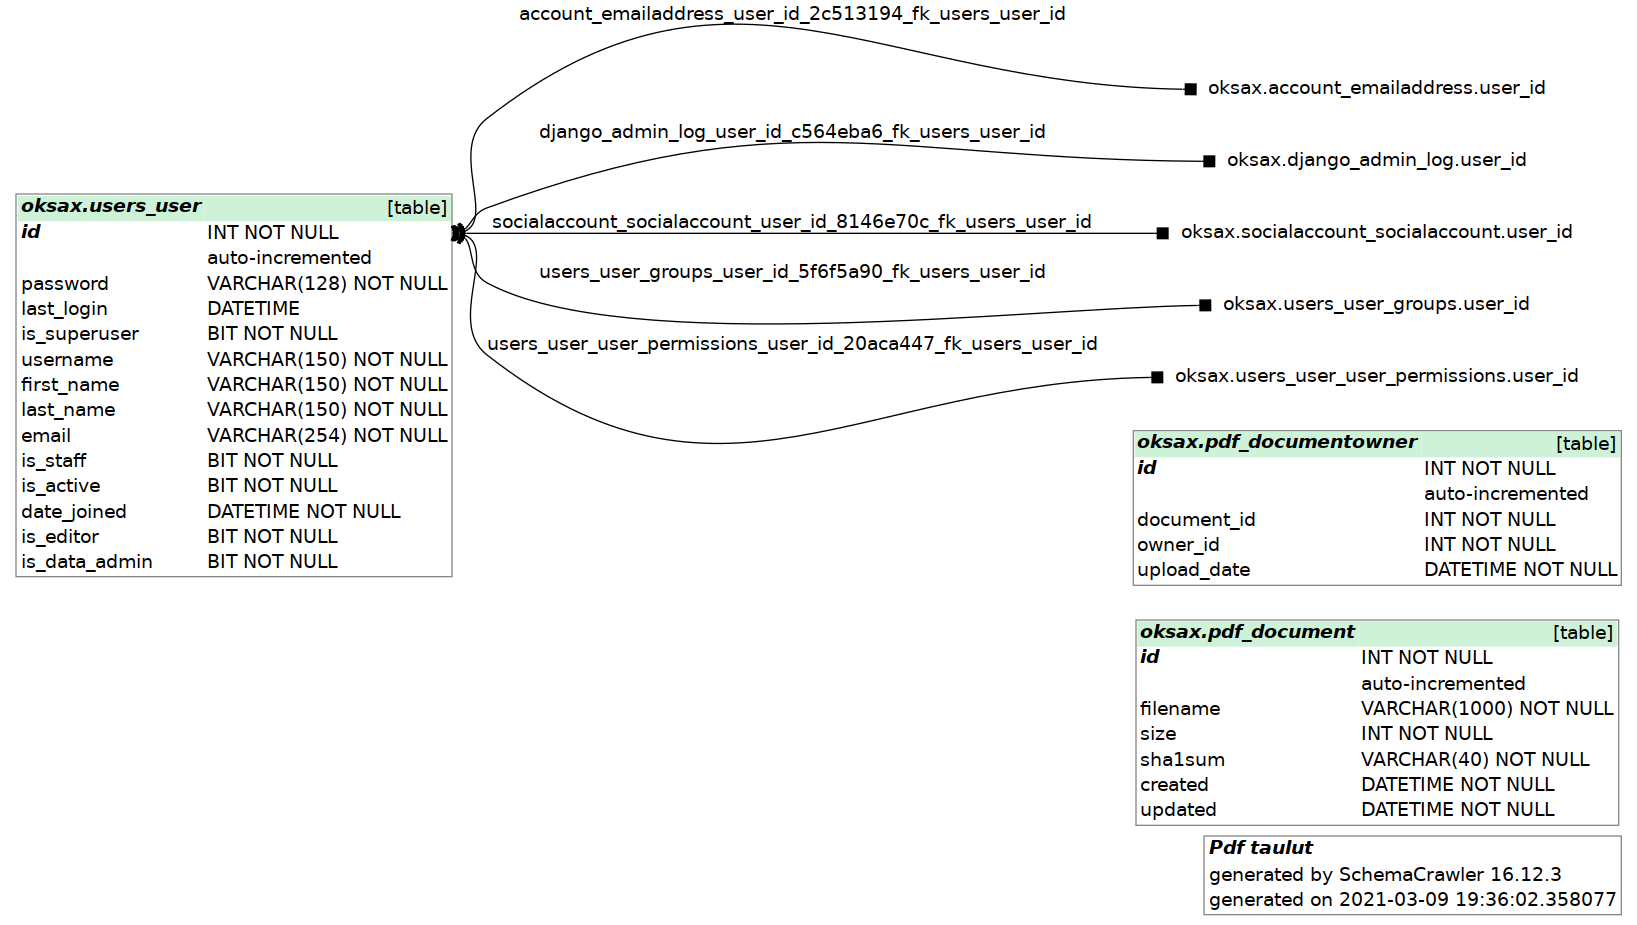 account_emailaddress_user_id_2c513194_fk_users_user_id
oksax.account_emailaddress.user_id
django_admin_log_user_id_c564eba6_fk_users_user_id
oksax.django_admin_log.user_id
socialaccount_socialaccount_user_id_8146e70c_fk_users_user_id
oksax.socialaccount_socialaccount.user_id
users_user_groups_user_id_5f6f5a90_fk_users_user_id
oksax.users_user_groups.user_id
users_user_user_permissions_user_id_20aca447_fk_users_user_id
oksax.users_user_user_permissions.user_id
oksax.users_user [table]
id INT NOT NULL
auto-incremented
password VARCHAR(128) NOT NULL
last_login DATETIME
is_superuser BIT NOT NULL
username VARCHAR(150) NOT NULL
first_name VARCHAR(150) NOT NULL
last_name VARCHAR(150) NOT NULL
email VARCHAR(254) NOT NULL
is_staff BIT NOT NULL
is_active BIT NOT NULL
date_joined DATETIME NOT NULL
is_editor BIT NOT NULL
is_data_admin BIT NOT NULL
oksax.pdf_documentowner [table]
id INT NOT NULL
auto-incremented
document_id INT NOT NULL
owner_id INT NOT NULL
upload_date DATETIME NOT NULL
oksax.pdf_document [table]
id INT NOT NULL
auto-incremented
filename VARCHAR(1000) NOT NULL
size INT NOT NULL
sha1sum VARCHAR(40) NOT NULL
created DATETIME NOT NULL
updated DATETIME NOT NULL
Pdf taulut
generated by SchemaCrawler 16.12.3
generated on 2021-03-09 19:36:02.358077